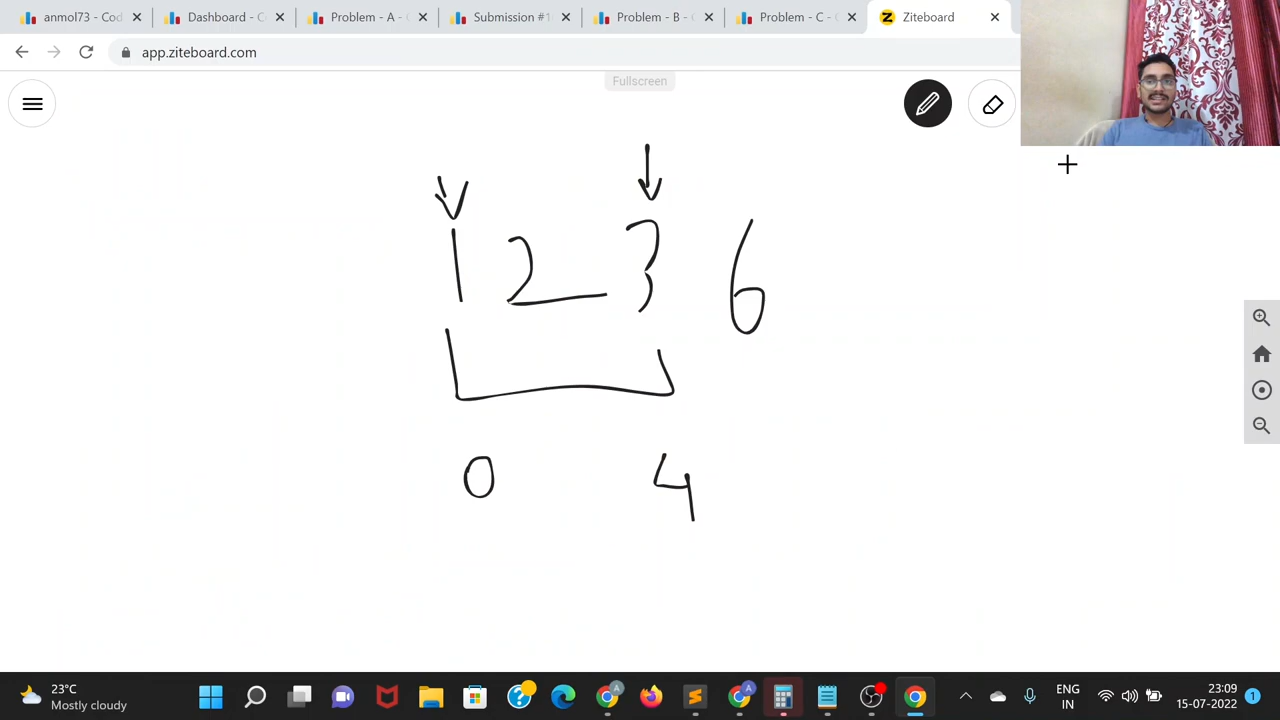 anmol73 - Cod
Dashboard - C
Problem - A - C
Submission #1
Problem - B - C
Problem - C - C
Ziteboard
app.ziteboard.com
Fullscreen
1 2 3 6
0 4
23°C
Mostly cloudy
ENG
IN
23:09
15-07-2022